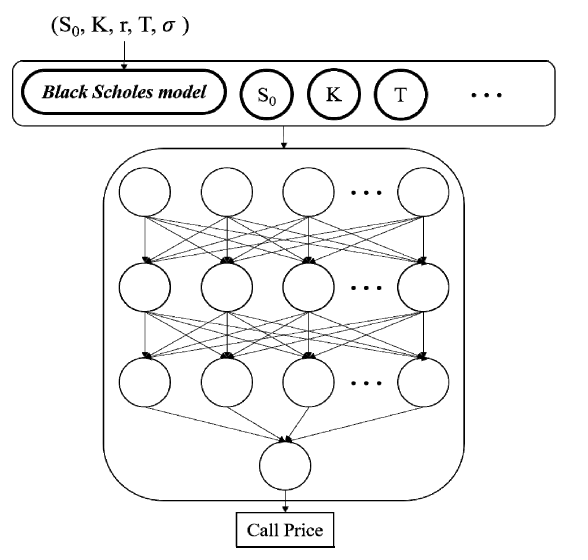 (S₀, K, r, T, σ )
Black Scholes model S₀ K T ···
···
···
···
Call Price